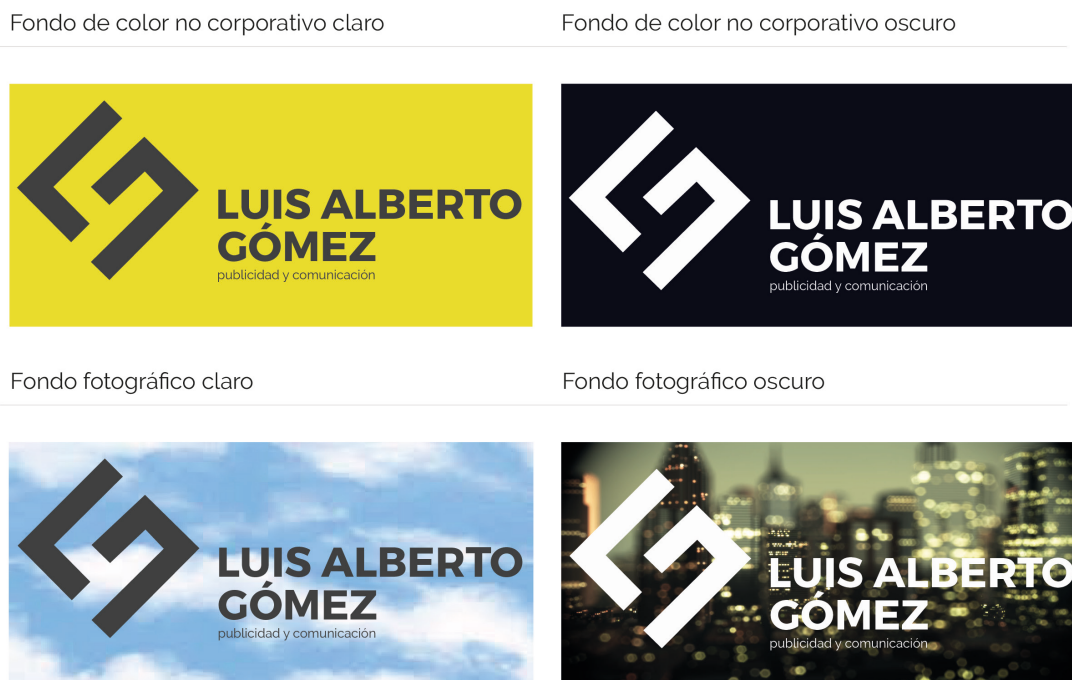 Fondo de color no corporativo claro
Fondo de color no corporativo oscuro
LUIS ALBERTO
GÓMEZ
publicidad y comunicación
LUIS ALBERTO
GÓMEZ
publicidad y comunicación
Fondo fotográfico claro
Fondo fotográfico oscuro
LUIS ALBERTO
GÓMEZ
publicidad y comunicación
LUIS ALBERTO
GÓMEZ
publicidad y comunicación